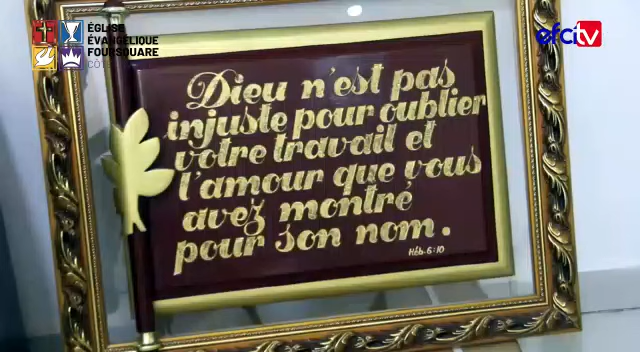 ÉGLISE
ÉVANGÉLIQUE
FOURSQUARE
efcitv
Dieu n'est pas
injuste pour oublier
votre travail et
l'amour que vous
avez montré
pour son nom.
Héb-6:10